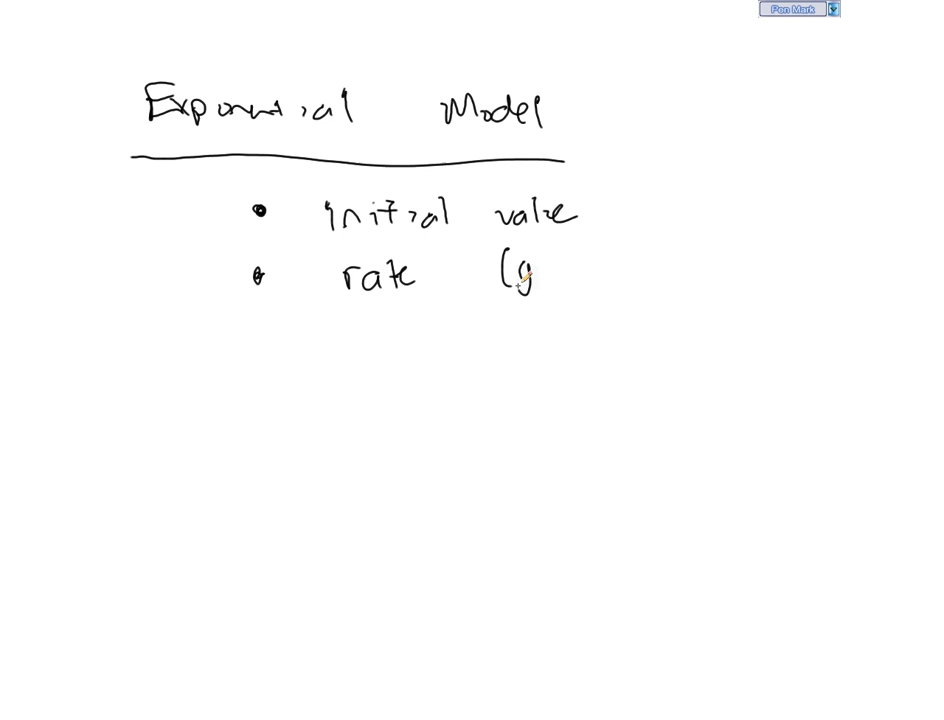 Pen Mark
Exponential Model
• initial value
• rate (g